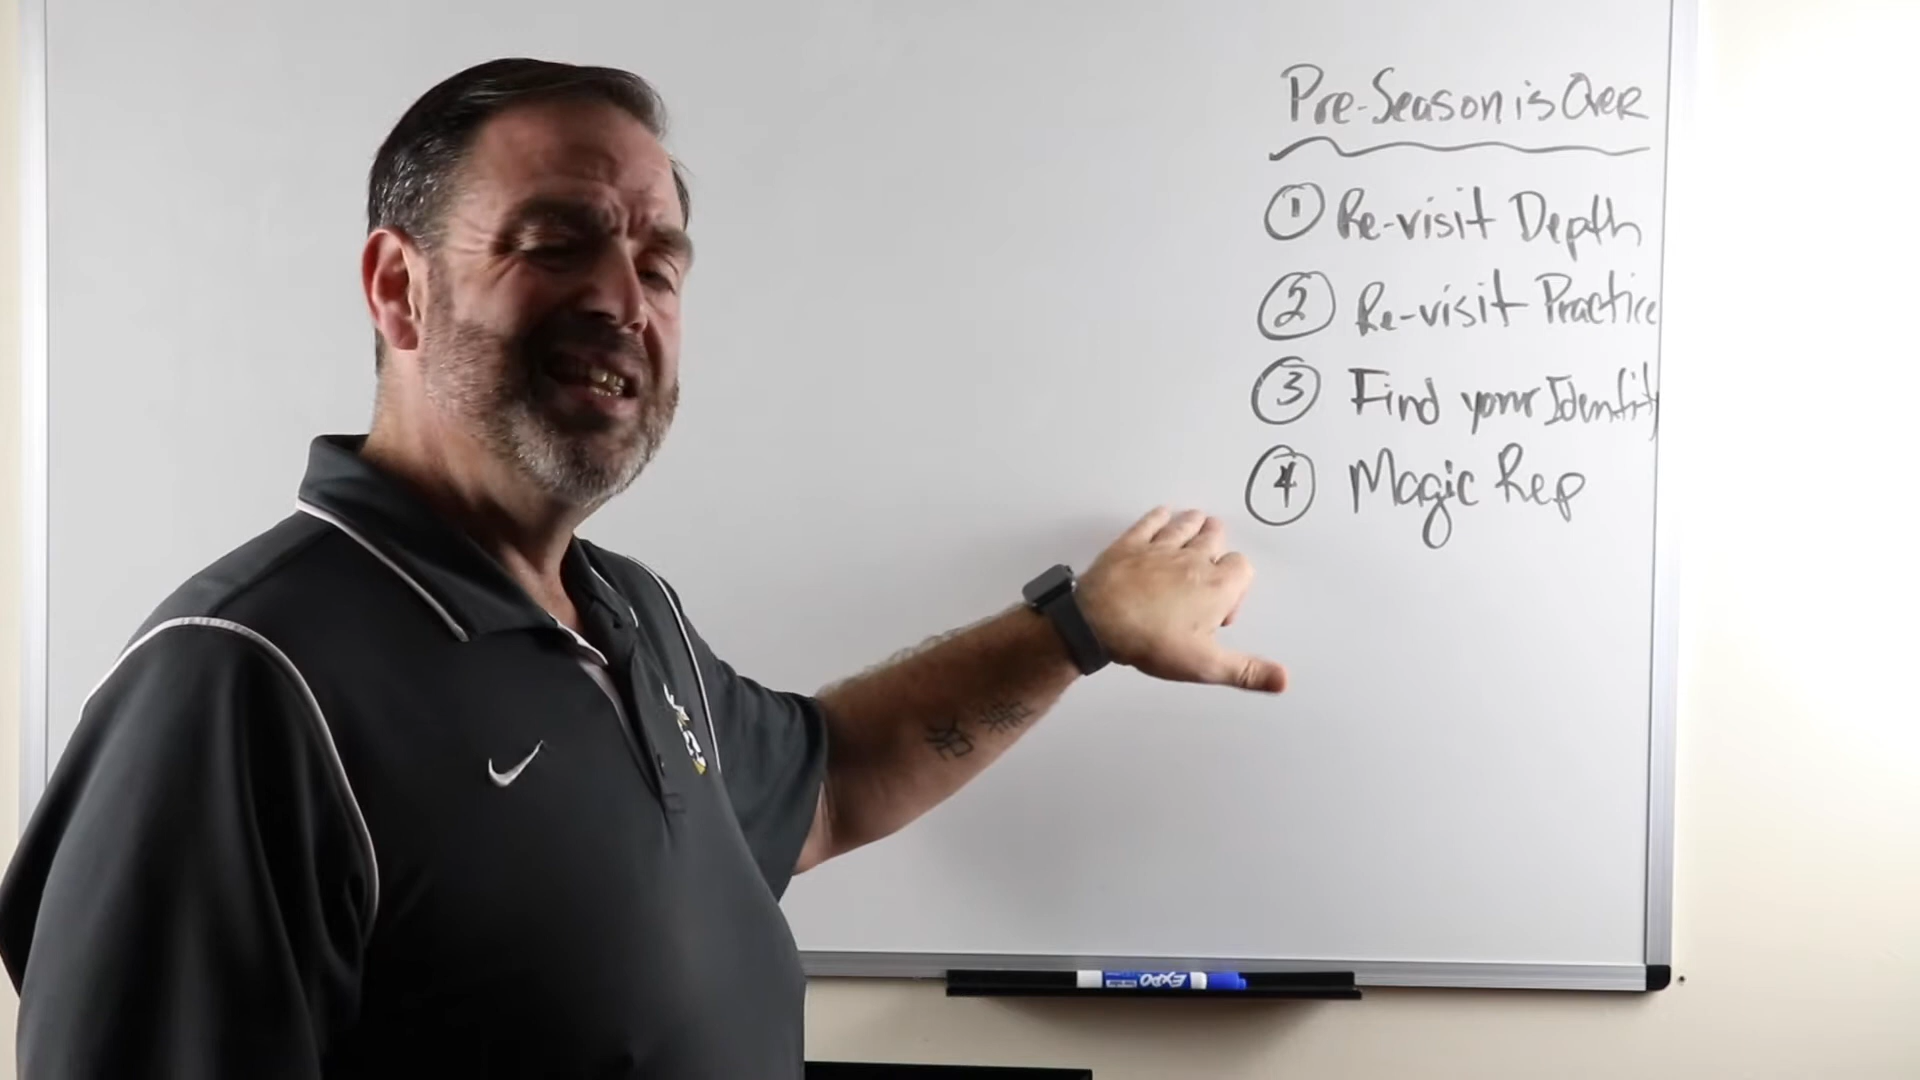 Pre-Season is Over
① Re-visit Depth
② Re-visit Practice
③ Find your Identity
④ Magic Rep
EXPO